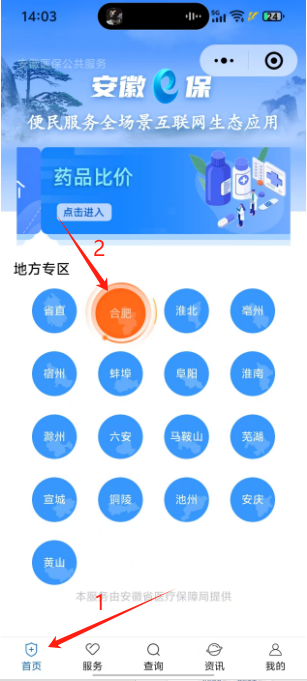 14:03
5G 24
安徽医保公共服务
安徽e保
便民服务全场景互联网生态应用
药品比价
点击进入
2
地方专区
省直 合肥 淮北 亳州
宿州 蚌埠 阜阳 淮南
滁州 六安 马鞍山 芜湖
宣城 铜陵 池州 安庆
黄山
本服务由安徽省医疗保障局提供
1
首页 服务 查询 资讯 我的